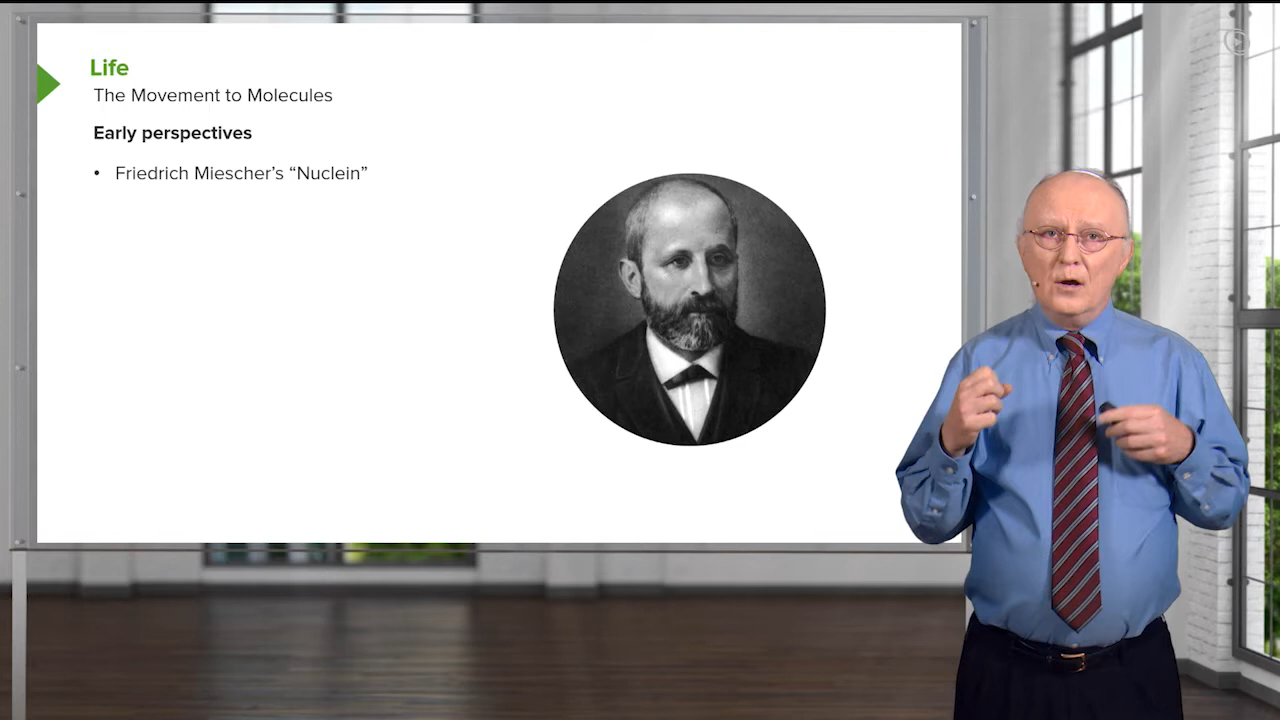 Life
The Movement to Molecules
Early perspectives
• Friedrich Miescher’s “Nuclein”